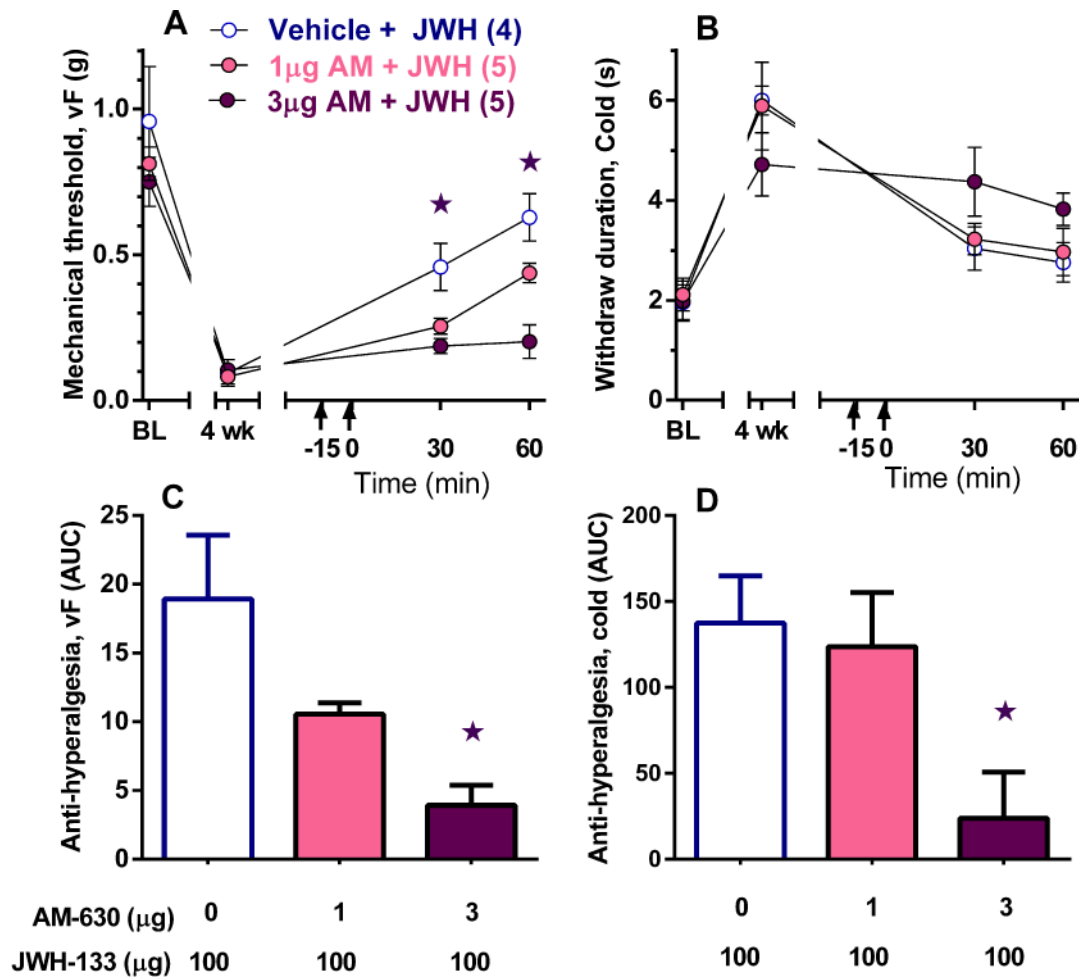 A
Vehicle + JWH (4)
1μg AM + JWH (5)
3μg AM + JWH (5)
Mechanical threshold, vF (g)
1.0
0.5
0.0
BL
4 wk
-15
0
30
60
Time (min)
B
Withdraw duration, Cold (s)
6
4
2
0
BL
4 wk
-15
0
30
60
Time (min)
C
Anti-hyperalgesia, vF (AUC)
25
20
15
10
5
0
D
Anti-hyperalgesia, cold (AUC)
200
150
100
50
0
AM-630 (μg) 0 1 3 0 1 3
JWH-133 (μg) 100 100 100 100 100 100